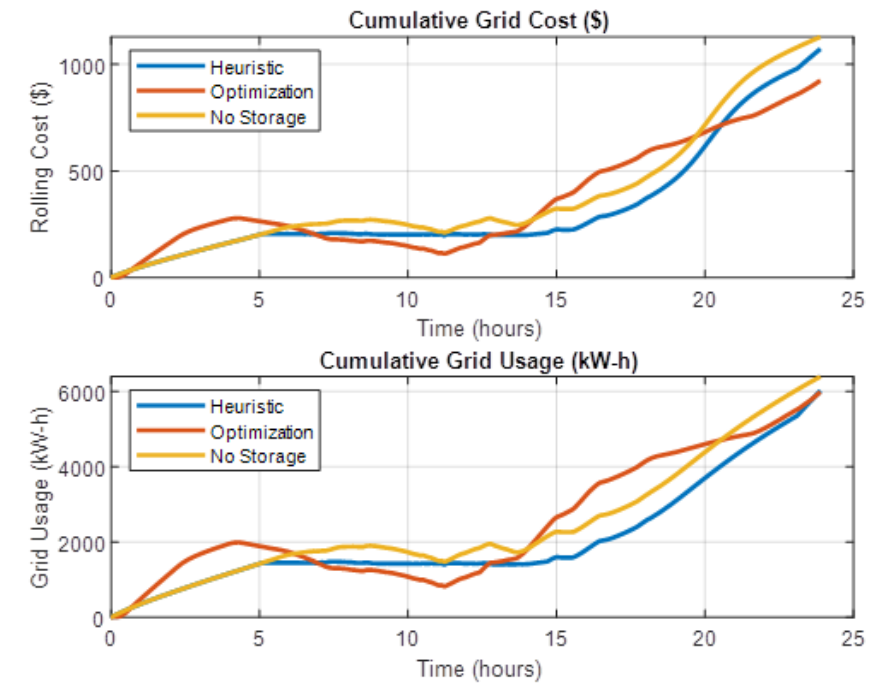 Cumulative Grid Cost ($)
Rolling Cost ($)
1000
500
0
Heuristic
Optimization
No Storage
0 5 10 15 20 25
Time (hours)
Cumulative Grid Usage (kW-h)
Grid Usage (kW-h)
6000
4000
2000
0
Heuristic
Optimization
No Storage
0 5 10 15 20 25
Time (hours)